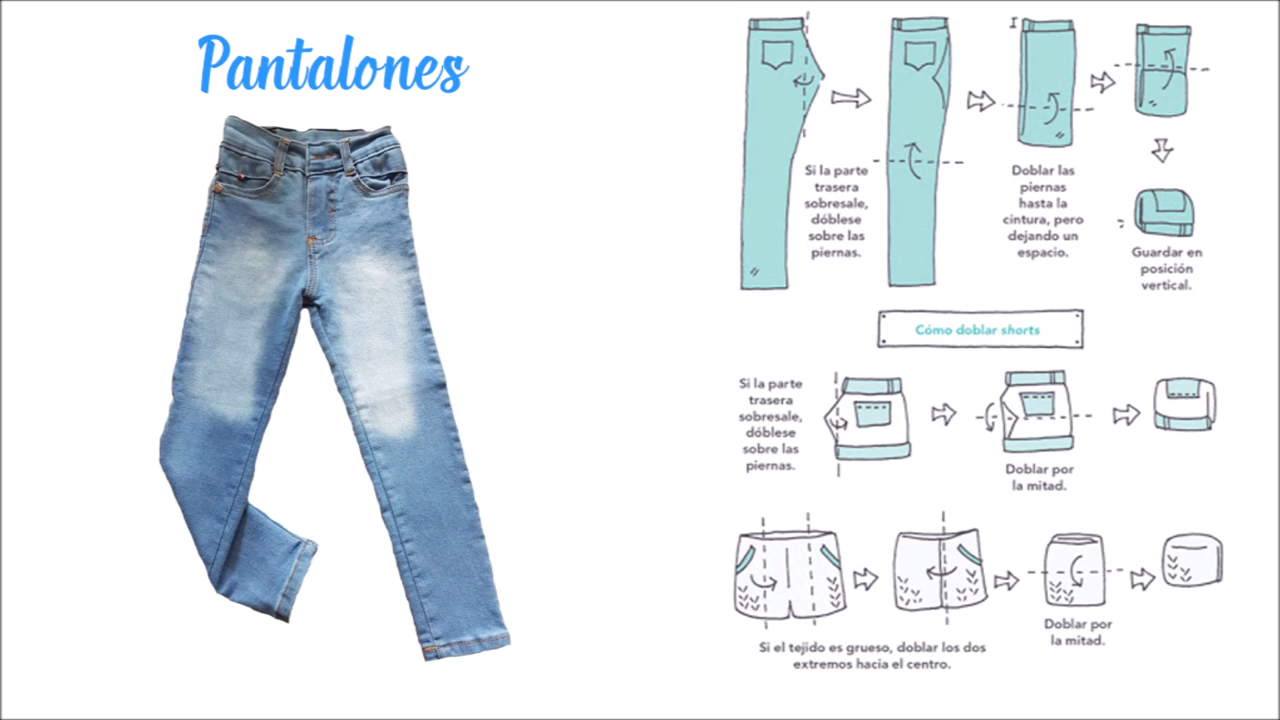 Pantalones
Si la parte
trasera
sobresale,
dóblese
sobre las
piernas.
Doblar las
piernas
hasta la
cintura, pero
dejando un
espacio.
Guardar en
posición
vertical.
Cómo doblar shorts
Si la parte
trasera
sobresale,
dóblese
sobre las
piernas.
Doblar por
la mitad.
Si el tejido es grueso, doblar los dos
extremos hacia el centro.
Doblar por
la mitad.